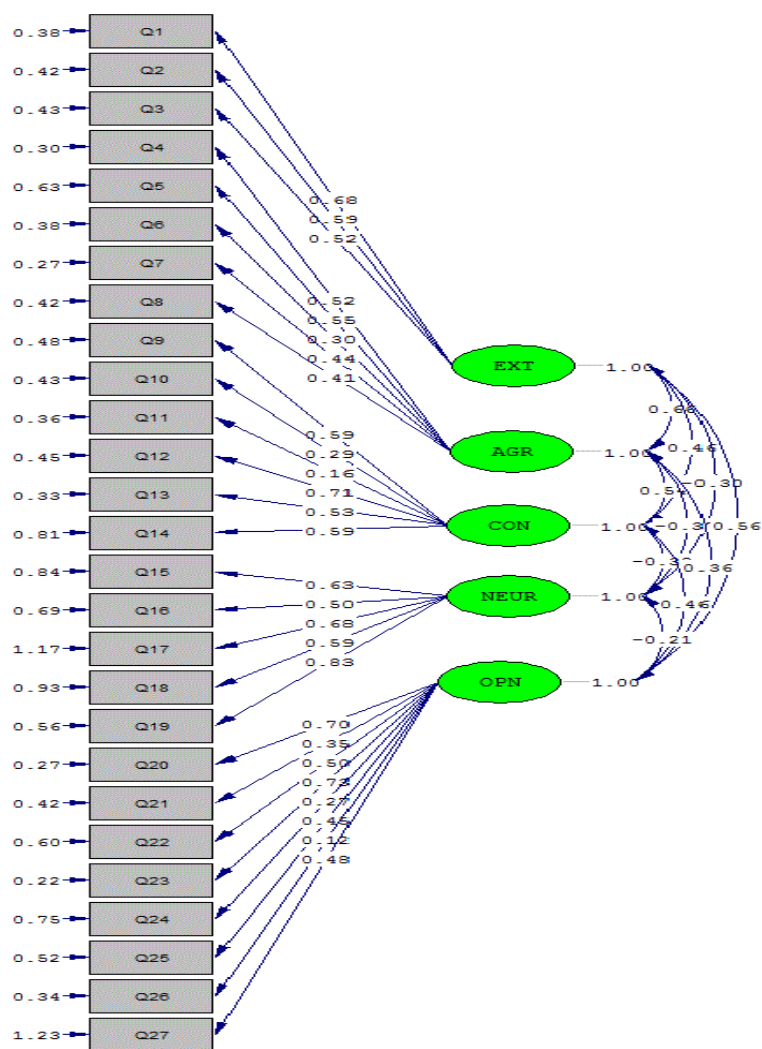 0.38 Q1
0.42 Q2
0.43 Q3
0.30 Q4
0.63 Q5
0.38 Q6
0.27 Q7
0.42 Q8
0.48 Q9
0.43 Q10
0.36 Q11
0.45 Q12
0.33 Q13
0.81 Q14
0.84 Q15
0.69 Q16
1.17 Q17
0.93 Q18
0.56 Q19
0.27 Q20
0.42 Q21
0.60 Q22
0.22 Q23
0.75 Q24
0.52 Q25
0.34 Q26
1.23 Q27
0.68
0.59
0.52
0.52
0.55
0.30
0.44
0.41
0.59
0.29
0.16
0.71
0.53
0.59
0.63
0.50
0.68
0.59
0.83
0.70
0.35
0.50
0.73
0.27
0.45
0.12
0.48
EXT 1.00
AGR 1.00
CON 1.00
NEUR 1.00
OPN 1.00
0.46
-0.30
0.56
0.36
0.46
-0.21